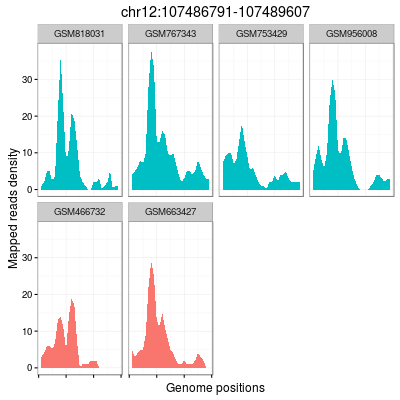 chr12:107486791-107489607
GSM818031 GSM767343 GSM753429 GSM956008
30
20
10
0
GSM466732 GSM663427
30
20
10
0
Mapped reads density
Genome positions